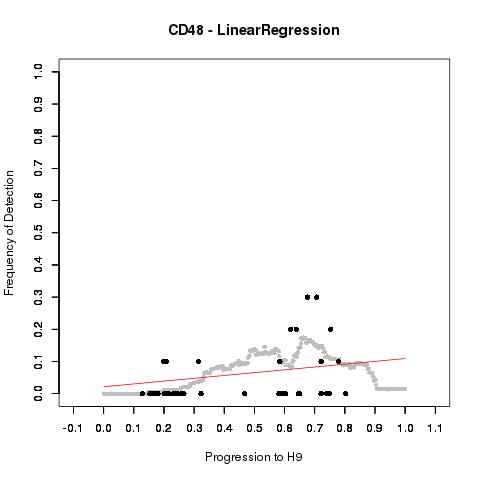 CD48 - LinearRegression
Frequency of Detection
1.0
0.9
0.8
0.7
0.6
0.5
0.4
0.3
0.2
0.1
0.0
-0.1 0.0 0.1 0.2 0.3 0.4 0.5 0.6 0.7 0.8 0.9 1.0 1.1
Progression to H9